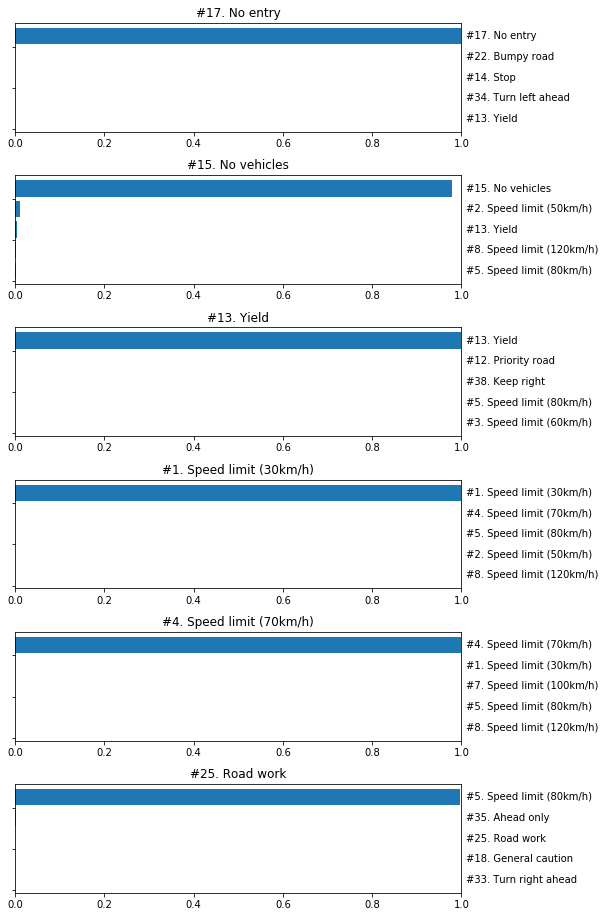 #17. No entry
#17. No entry
#22. Bumpy road
#14. Stop
#34. Turn left ahead
#13. Yield
0.0 0.2 0.4 0.6 0.8 1.0
#15. No vehicles
#15. No vehicles
#2. Speed limit (50km/h)
#13. Yield
#8. Speed limit (120km/h)
#5. Speed limit (80km/h)
0.0 0.2 0.4 0.6 0.8 1.0
#13. Yield
#13. Yield
#12. Priority road
#38. Keep right
#5. Speed limit (80km/h)
#3. Speed limit (60km/h)
0.0 0.2 0.4 0.6 0.8 1.0
#1. Speed limit (30km/h)
#1. Speed limit (30km/h)
#4. Speed limit (70km/h)
#5. Speed limit (80km/h)
#2. Speed limit (50km/h)
#8. Speed limit (120km/h)
0.0 0.2 0.4 0.6 0.8 1.0
#4. Speed limit (70km/h)
#4. Speed limit (70km/h)
#1. Speed limit (30km/h)
#7. Speed limit (100km/h)
#5. Speed limit (80km/h)
#8. Speed limit (120km/h)
0.0 0.2 0.4 0.6 0.8 1.0
#25. Road work
#5. Speed limit (80km/h)
#35. Ahead only
#25. Road work
#18. General caution
#33. Turn right ahead
0.0 0.2 0.4 0.6 0.8 1.0